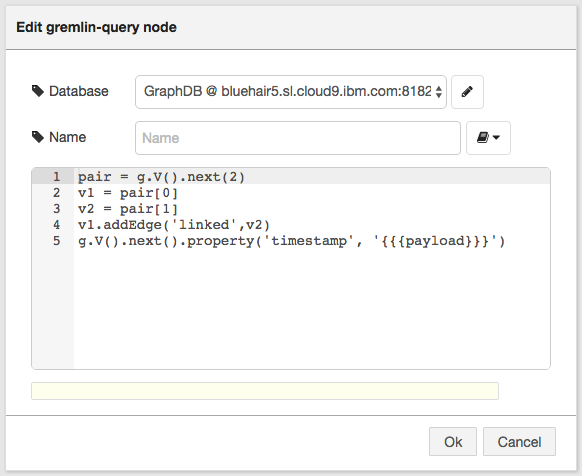 Edit gremlin-query node
Database
GraphDB @ bluehair5.sl.cloud9.ibm.com:8182
Name
Name
1 pair = g.V().next(2)
2 v1 = pair[0]
3 v2 = pair[1]
4 v1.addEdge('linked',v2)
5 g.V().next().property('timestamp', '{{{payload}}}')
Ok
Cancel